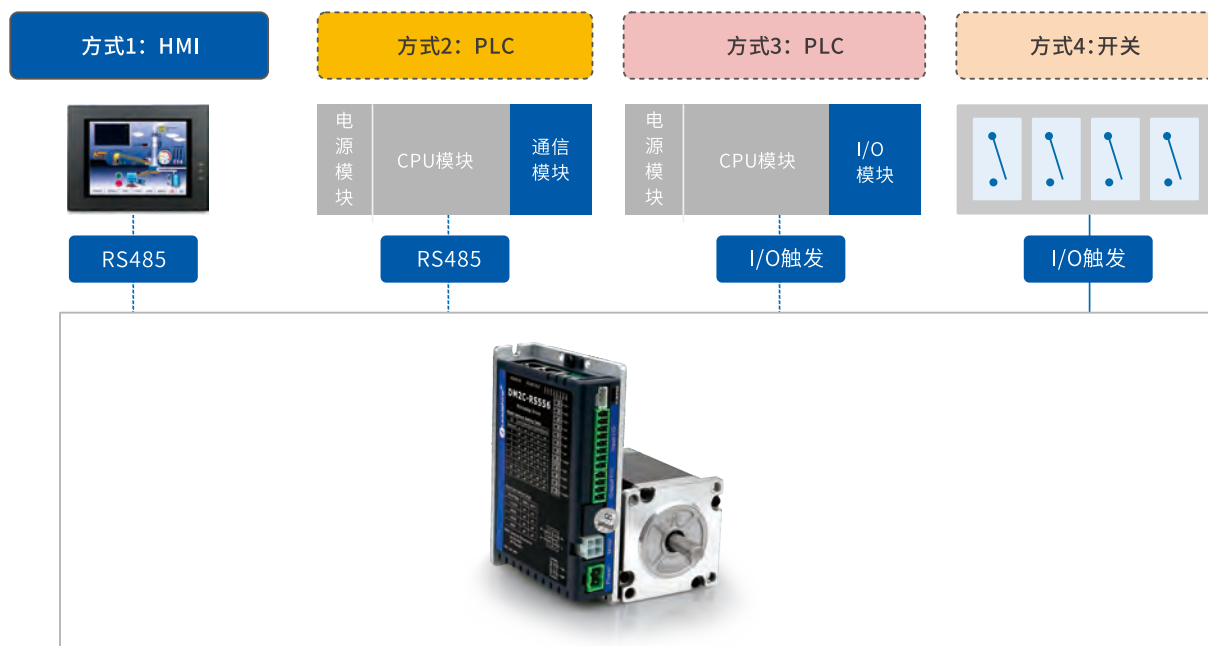 方式1：HMI
方式2：PLC
方式3：PLC
方式4：开关
电源模块
CPU模块
通信
模块
电源模块
CPU模块
I/O
模块
RS485
RS485
I/O触发
I/O触发
DM2C-RS556